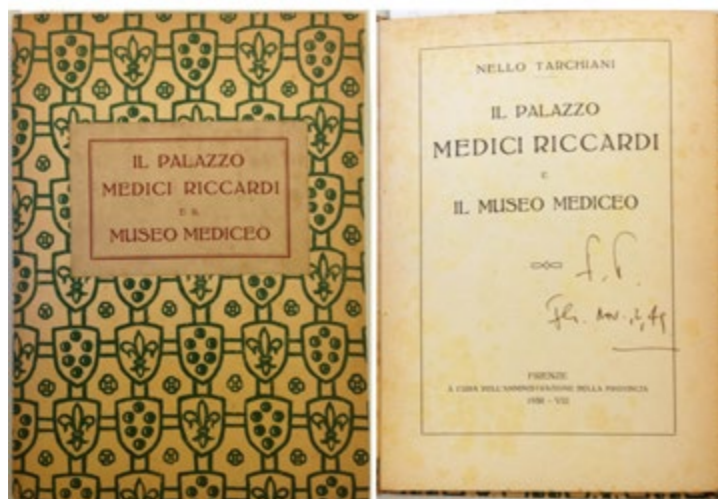 IL PALAZZO
MEDICI RICCARDI
E IL
MUSEO MEDICEO
NELLO TARCHIANI
IL PALAZZO
MEDICI RICCARDI
E
IL MUSEO MEDICEO
FIRENZE
A CURA DELL'AMMINISTRAZIONE DELLA PROVINCIA
1930 - VIII